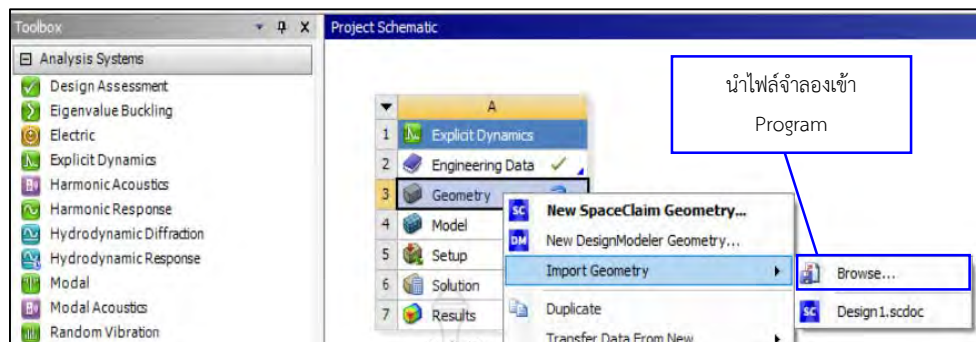 Toolbox
Analysis Systems
Design Assessment
Eigenvalue Buckling
Electric
Explicit Dynamics
Harmonic Acoustics
Harmonic Response
Hydrodynamic Diffraction
Hydrodynamic Response
Modal
Modal Acoustics
Random Vibration
Project Schematic
A
1 Explicit Dynamics
2 Engineering Data
3 Geometry
4 Model
5 Setup
6 Solution
7 Results
SC New SpaceClaim Geometry...
DM New DesignModeler Geometry...
Import Geometry
Duplicate
Transfer Data From New
Browse...
SC Design1.scdoc
นำไฟล์จำลองเข้า
Program